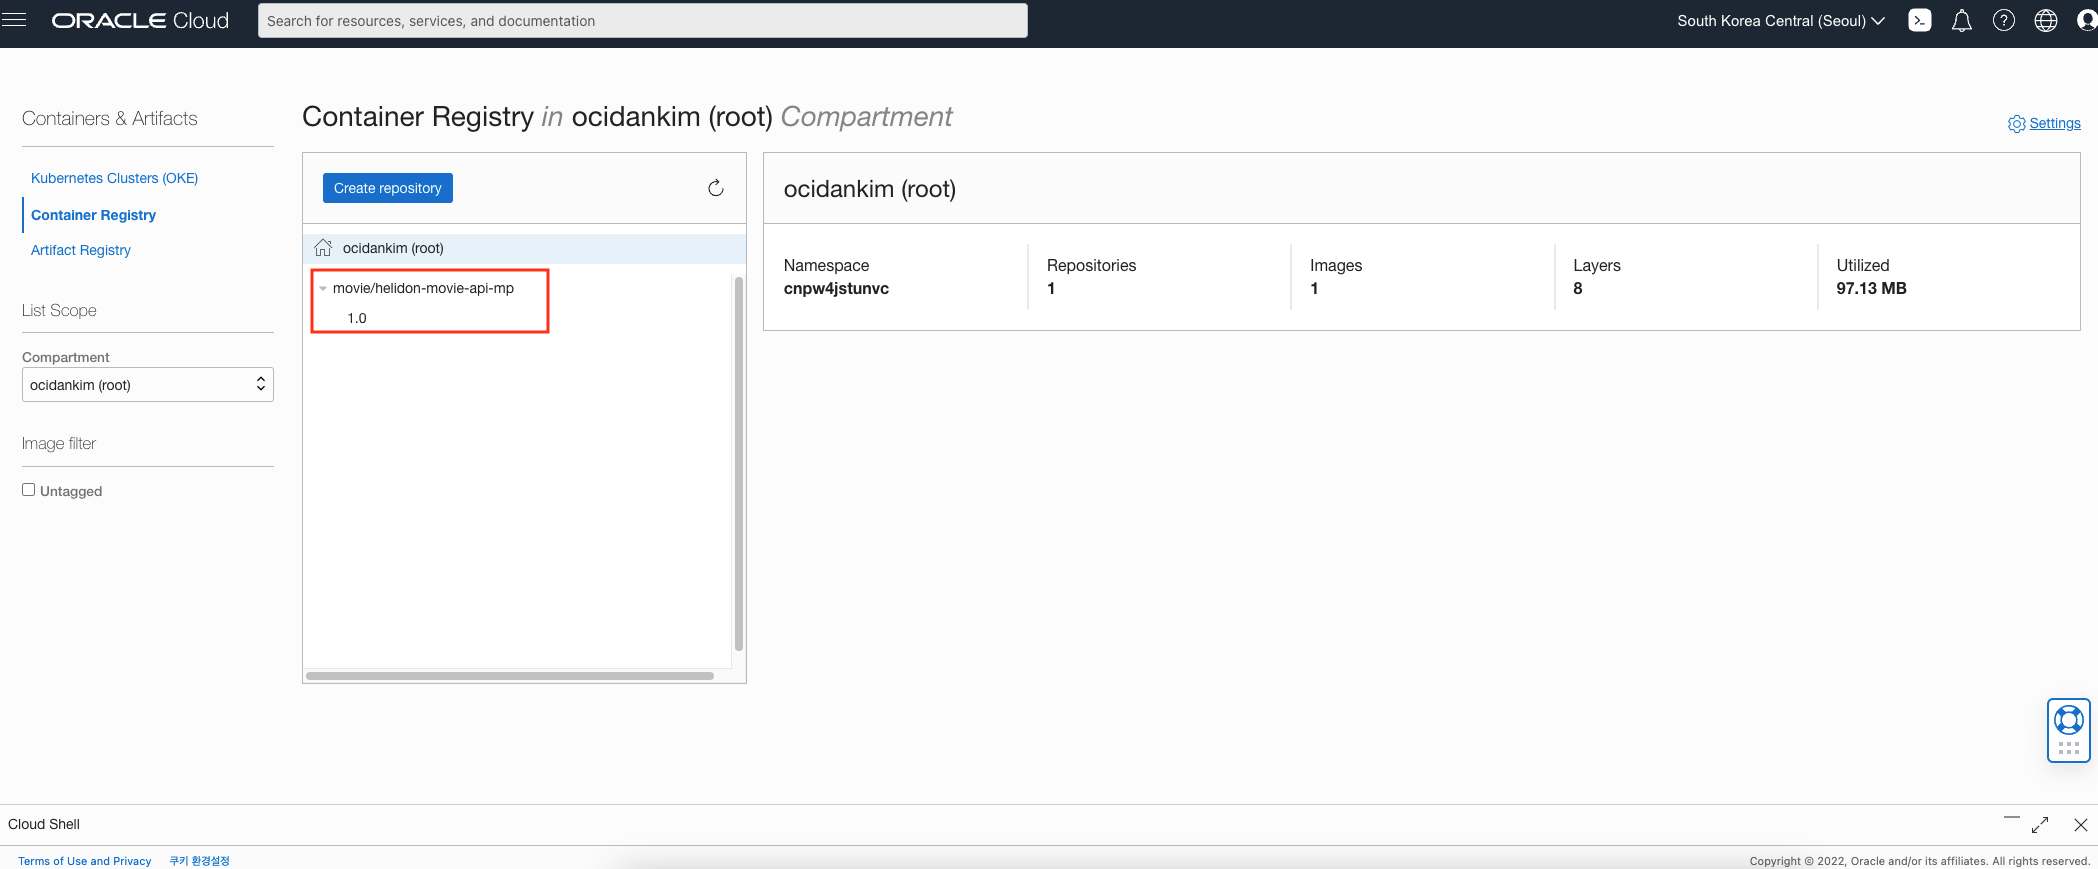 ORACLE Cloud
Search for resources, services, and documentation
South Korea Central (Seoul)
Containers & Artifacts
Kubernetes Clusters (OKE)
Container Registry
Artifact Registry
List Scope
Compartment
ocidankim (root)
Image filter
Untagged
Container Registry in ocidankim (root) Compartment
Settings
Create repository
ocidankim (root)
movie/helidon-movie-api-mp
1.0
ocidankim (root)
Namespace
cnpw4jstunvc
Repositories
1
Images
1
Layers
8
Utilized
97.13 MB
Cloud Shell
Terms of Use and Privacy
쿠키 환경설정
Copyright © 2022, Oracle and/or its affiliates. All rights reserved.